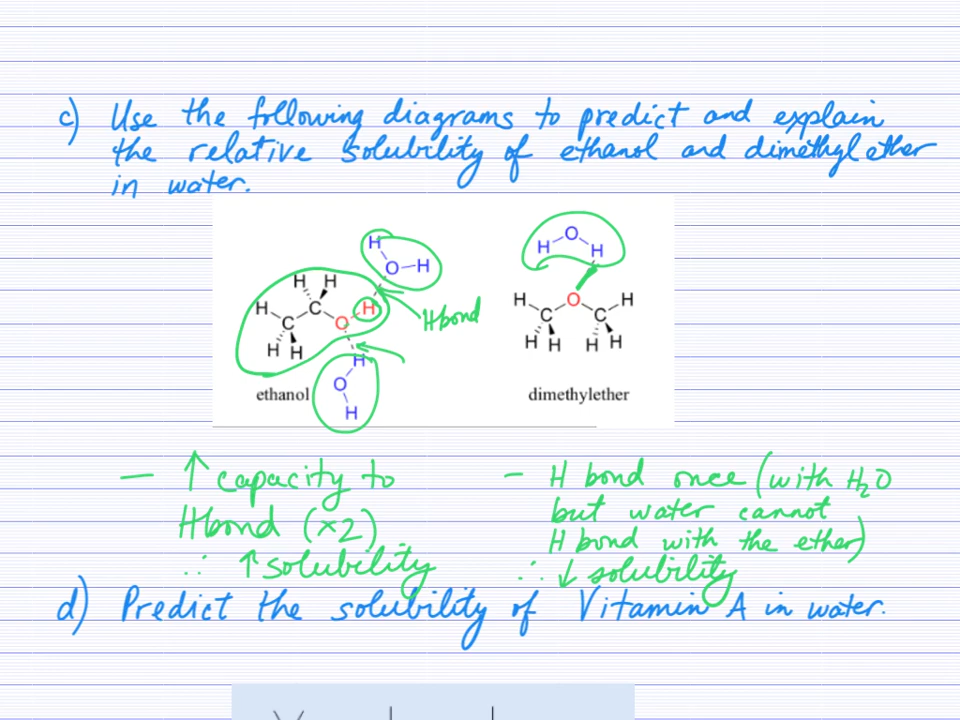 c) Use the following diagrams to predict and explain
the relative solubility of ethanol and dimethyl ether
in water.
H
O-H
H H
H
C
O
H
C
H H
H bond
H
O
H
ethanol
H
O
H
H
O
H
C
C
H H
H H
dimethylether
- ↑ capacity to
H bond (x2)
∴ ↑ solubility
- H bond once (with H₂O
but water cannot
H bond with the ether)
∴ ↓ solubility
d) Predict the solubility of Vitamin A in water.